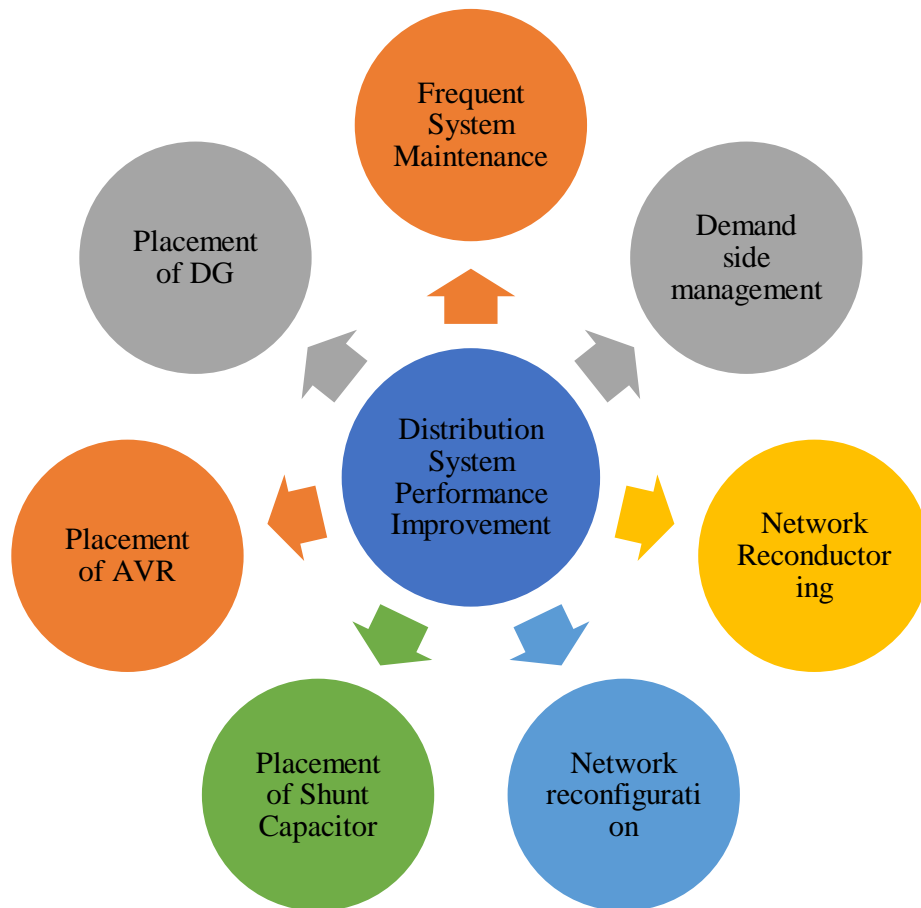 Frequent
System
Maintenance
Demand
side
management
Network
Reconductor
ing
Network
reconfigurati
on
Placement
of Shunt
Capacitor
Placement
of AVR
Placement
of DG
Distribution
System
Performance
Improvement